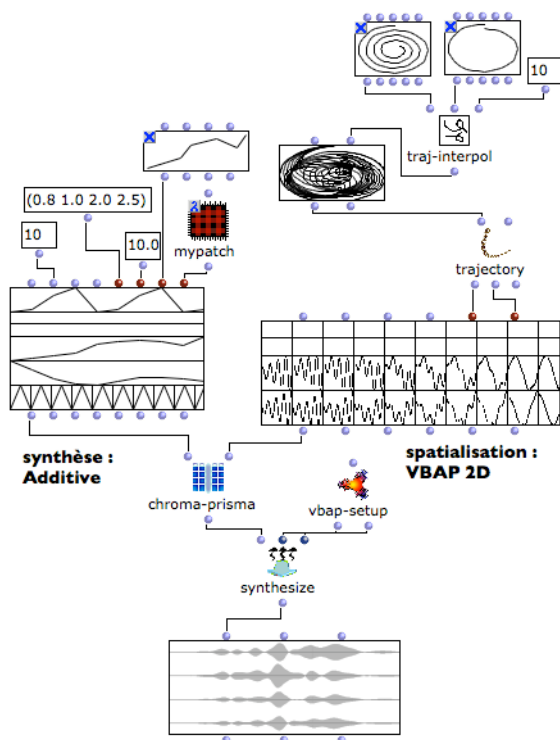 10
traj-interpol
(0.8 1.0 2.0 2.5)
10
10.0
mypatch
trajectory
synthèse :
Additive
spatialisation :
VBAP 2D
chroma-prisma
vbap-setup
synthesize